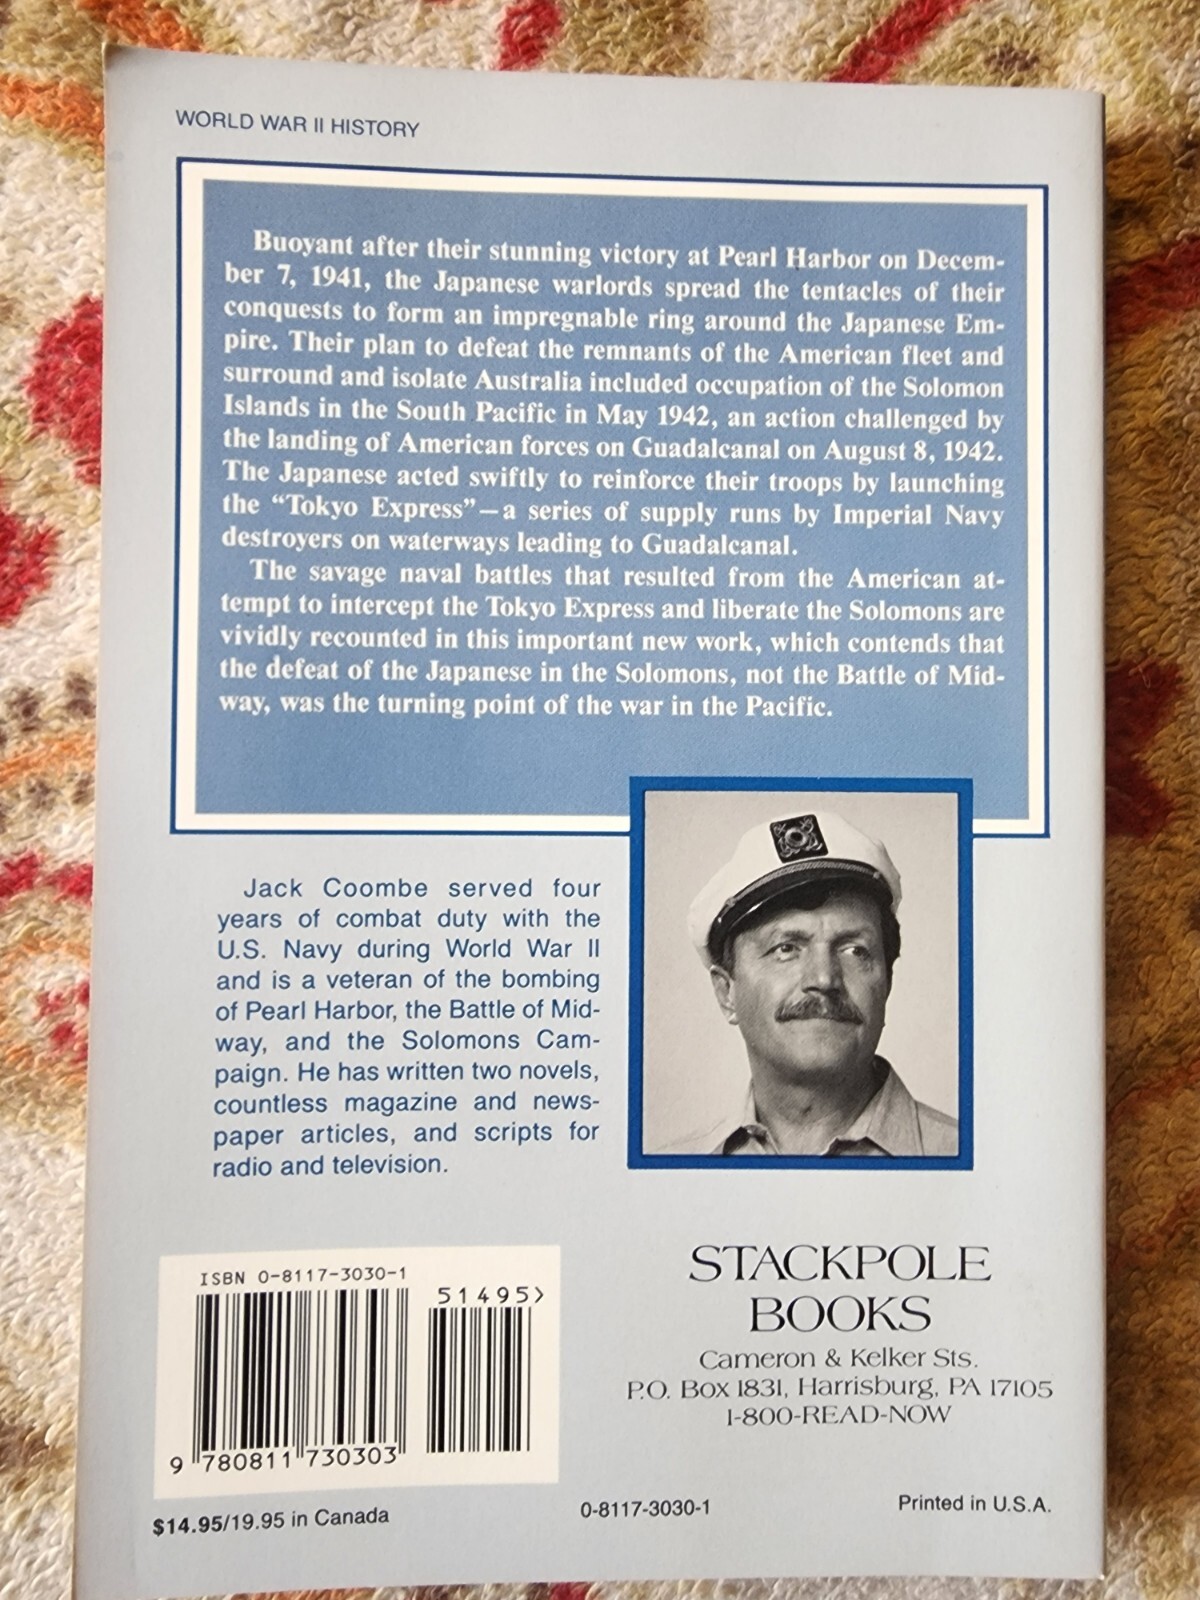 WORLD WAR II HISTORY
Buoyant after their stunning victory at Pearl Harbor on Decem-
ber 7, 1941, the Japanese warlords spread the tentacles of their
conquests to form an impregnable ring around the Japanese Em-
pire. Their plan to defeat the remnants of the American fleet and
surround and isolate Australia included occupation of the Solomon
Islands in the South Pacific in May 1942, an action challenged by
the landing of American forces on Guadalcanal on August 8, 1942.
The Japanese acted swiftly to reinforce their troops by launching
the “Tokyo Express”—a series of supply runs by Imperial Navy
destroyers on waterways leading to Guadalcanal.
The savage naval battles that resulted from the American at-
tempt to intercept the Tokyo Express and liberate the Solomons are
vividly recounted in this important new work, which contends that
the defeat of the Japanese in the Solomons, not the Battle of Mid-
way, was the turning point of the war in the Pacific.
Jack Coombe served four
years of combat duty with the
U.S. Navy during World War II
and is a veteran of the bombing
of Pearl Harbor, the Battle of Mid-
way, and the Solomons Cam-
paign. He has written two novels,
countless magazine and news-
paper articles, and scripts for
radio and television.
ISBN 0-8117-3030-1
51495>
9 780811 730303
STACKPOLE
BOOKS
Cameron & Kelker Sts.
P.O. Box 1831, Harrisburg, PA 17105
1-800-READ-NOW
$14.95/19.95 in Canada
0-8117-3030-1
Printed in U.S.A.